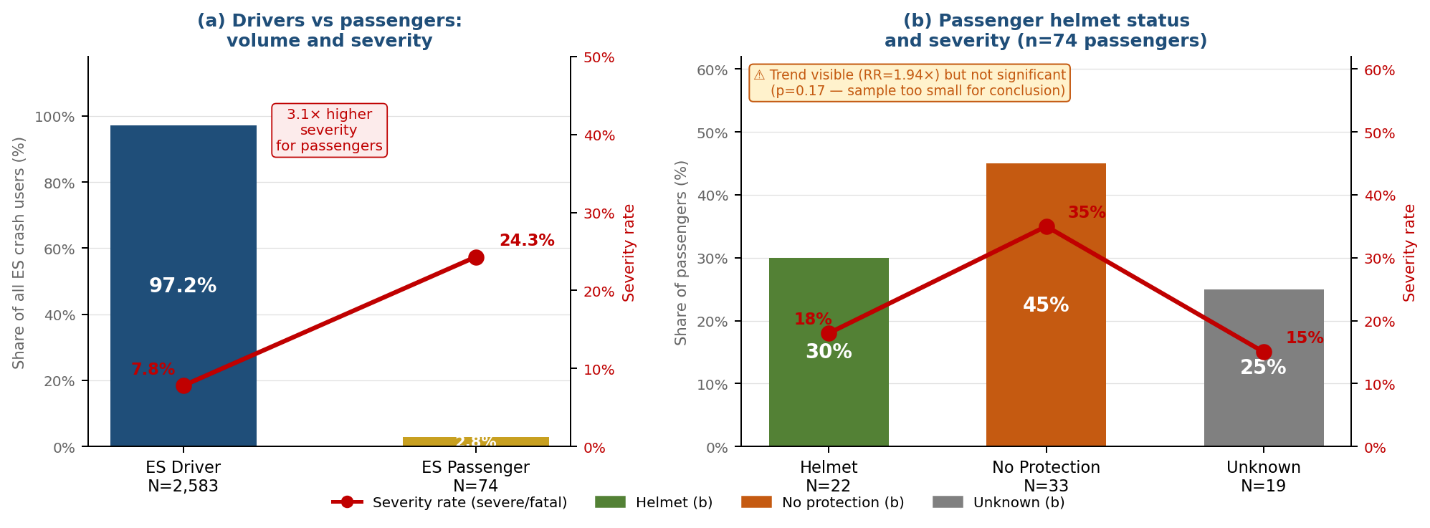 (a) Drivers vs passengers:
volume and severity
Share of all ES crash users (%)
0%
20%
40%
60%
80%
100%
97.2%
2.8%
7.8%
24.3%
3.1× higher
severity
for passengers
0%
10%
20%
30%
40%
50%
Severity rate
ES Driver
N=2,583
ES Passenger
N=74
(b) Passenger helmet status
and severity (n=74 passengers)
⚠ Trend visible (RR=1.94×) but not significant
(p=0.17 — sample too small for conclusion)
Share of passengers (%)
0%
10%
20%
30%
40%
50%
60%
18%
30%
35%
45%
15%
25%
0%
10%
20%
30%
40%
50%
60%
Severity rate
Helmet
N=22
No Protection
N=33
Unknown
N=19
Severity rate (severe/fatal)
Helmet (b)
No protection (b)
Unknown (b)